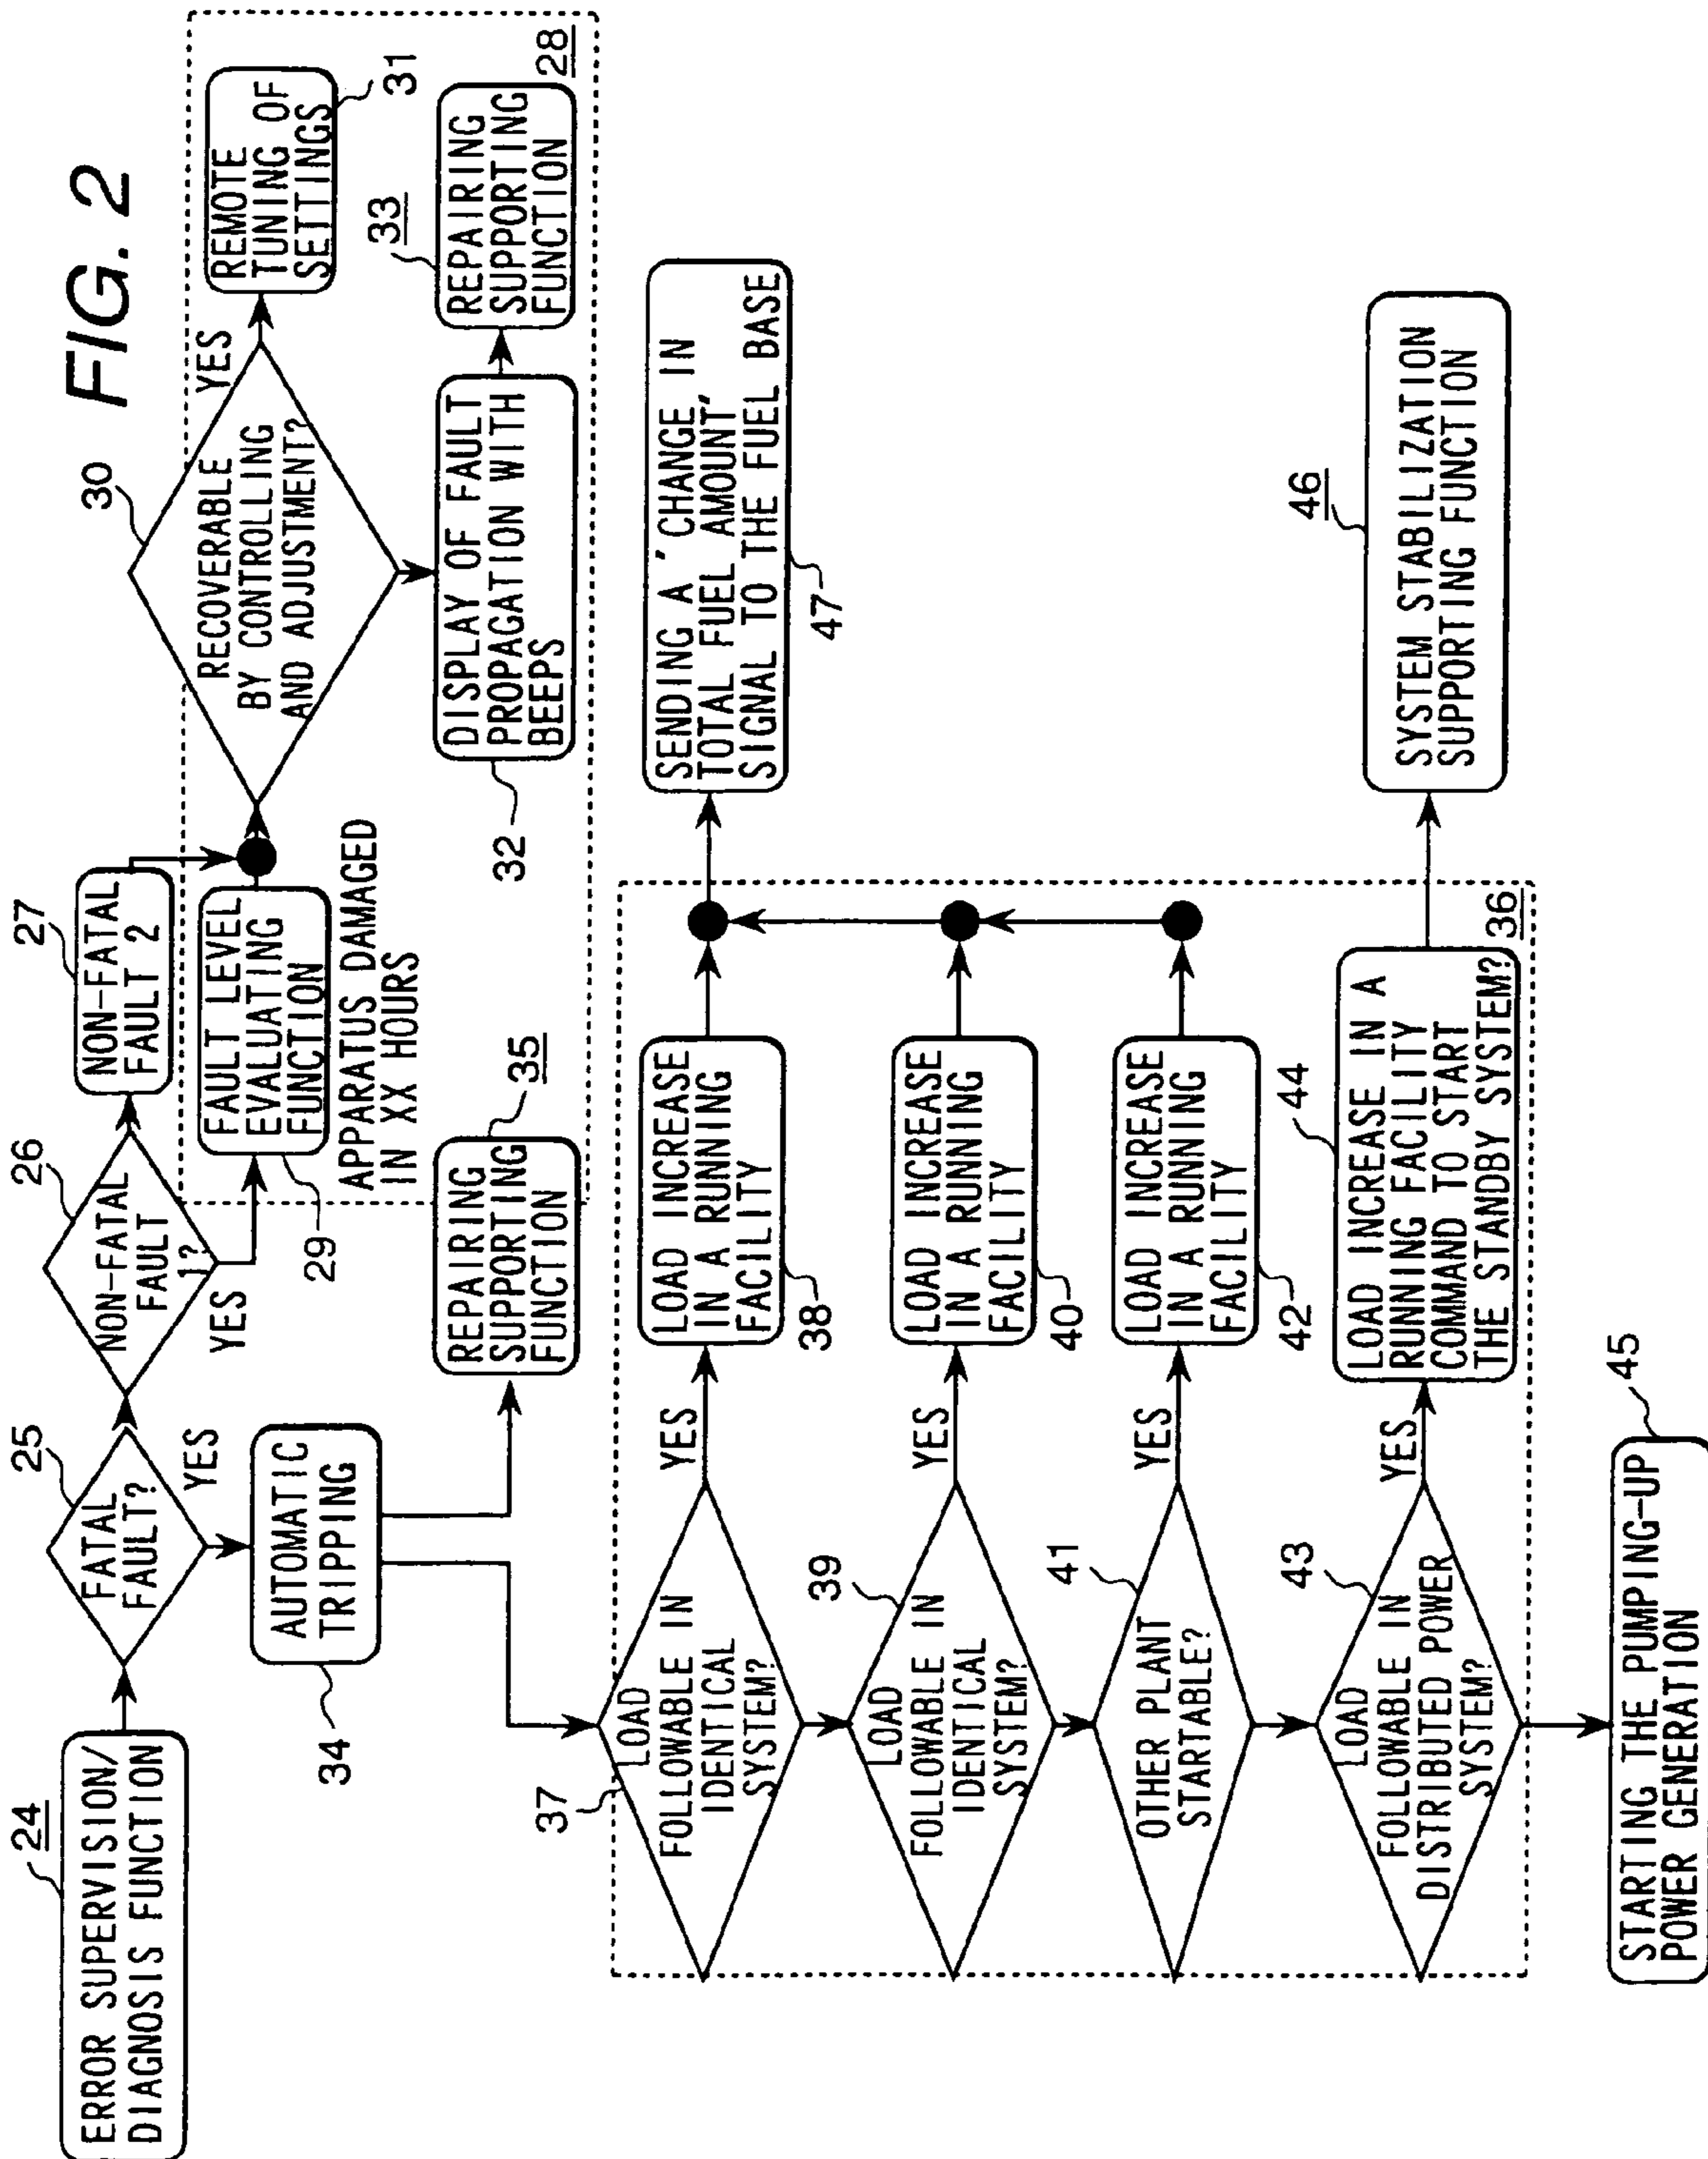 FIG. 2
24
ERROR SUPERVISION/
DIAGNOSIS FUNCTION
25
FATAL
FAULT?
YES
26
NON-FATAL
FAULT
1?
YES
27
NON-FATAL
FAULT 2
29
FAULT LEVEL
EVALUATING
FUNCTION
APPARATUS DAMAGED
IN XX HOURS
30
RECOVERABLE
BY CONTROLLING
AND ADJUSTMENT?
YES
REMOTE
TUNING OF
SETTINGS
31
32
DISPLAY OF FAULT
PROPAGATION WITH
BEEPS
33
REPAIRING
SUPPORTING
FUNCTION
28
34
AUTOMATIC
TRIPPING
35
REPAIRING
SUPPORTING
FUNCTION
37
LOAD
FOLLOWABLE IN
IDENTICAL
SYSTEM?
YES
LOAD INCREASE
IN A RUNNING
FACILITY
38
SENDING A 'CHANGE IN
TOTAL FUEL AMOUNT'
SIGNAL TO THE FUEL BASE
47
39
LOAD
FOLLOWABLE IN
IDENTICAL
SYSTEM?
YES
LOAD INCREASE
IN A RUNNING
FACILITY
40
41
OTHER PLANT
STARTABLE?
YES
LOAD INCREASE
IN A RUNNING
FACILITY
42
43
LOAD
FOLLOWABLE IN
DISTRIBUTED POWER
SYSTEM?
YES
44
LOAD INCREASE IN A
RUNNING FACILITY
COMMAND TO START
THE STANDBY SYSTEM?
36
46
SYSTEM STABILIZATION
SUPPORTING FUNCTION
45
STARTING THE PUMPING-UP
POWER GENERATION